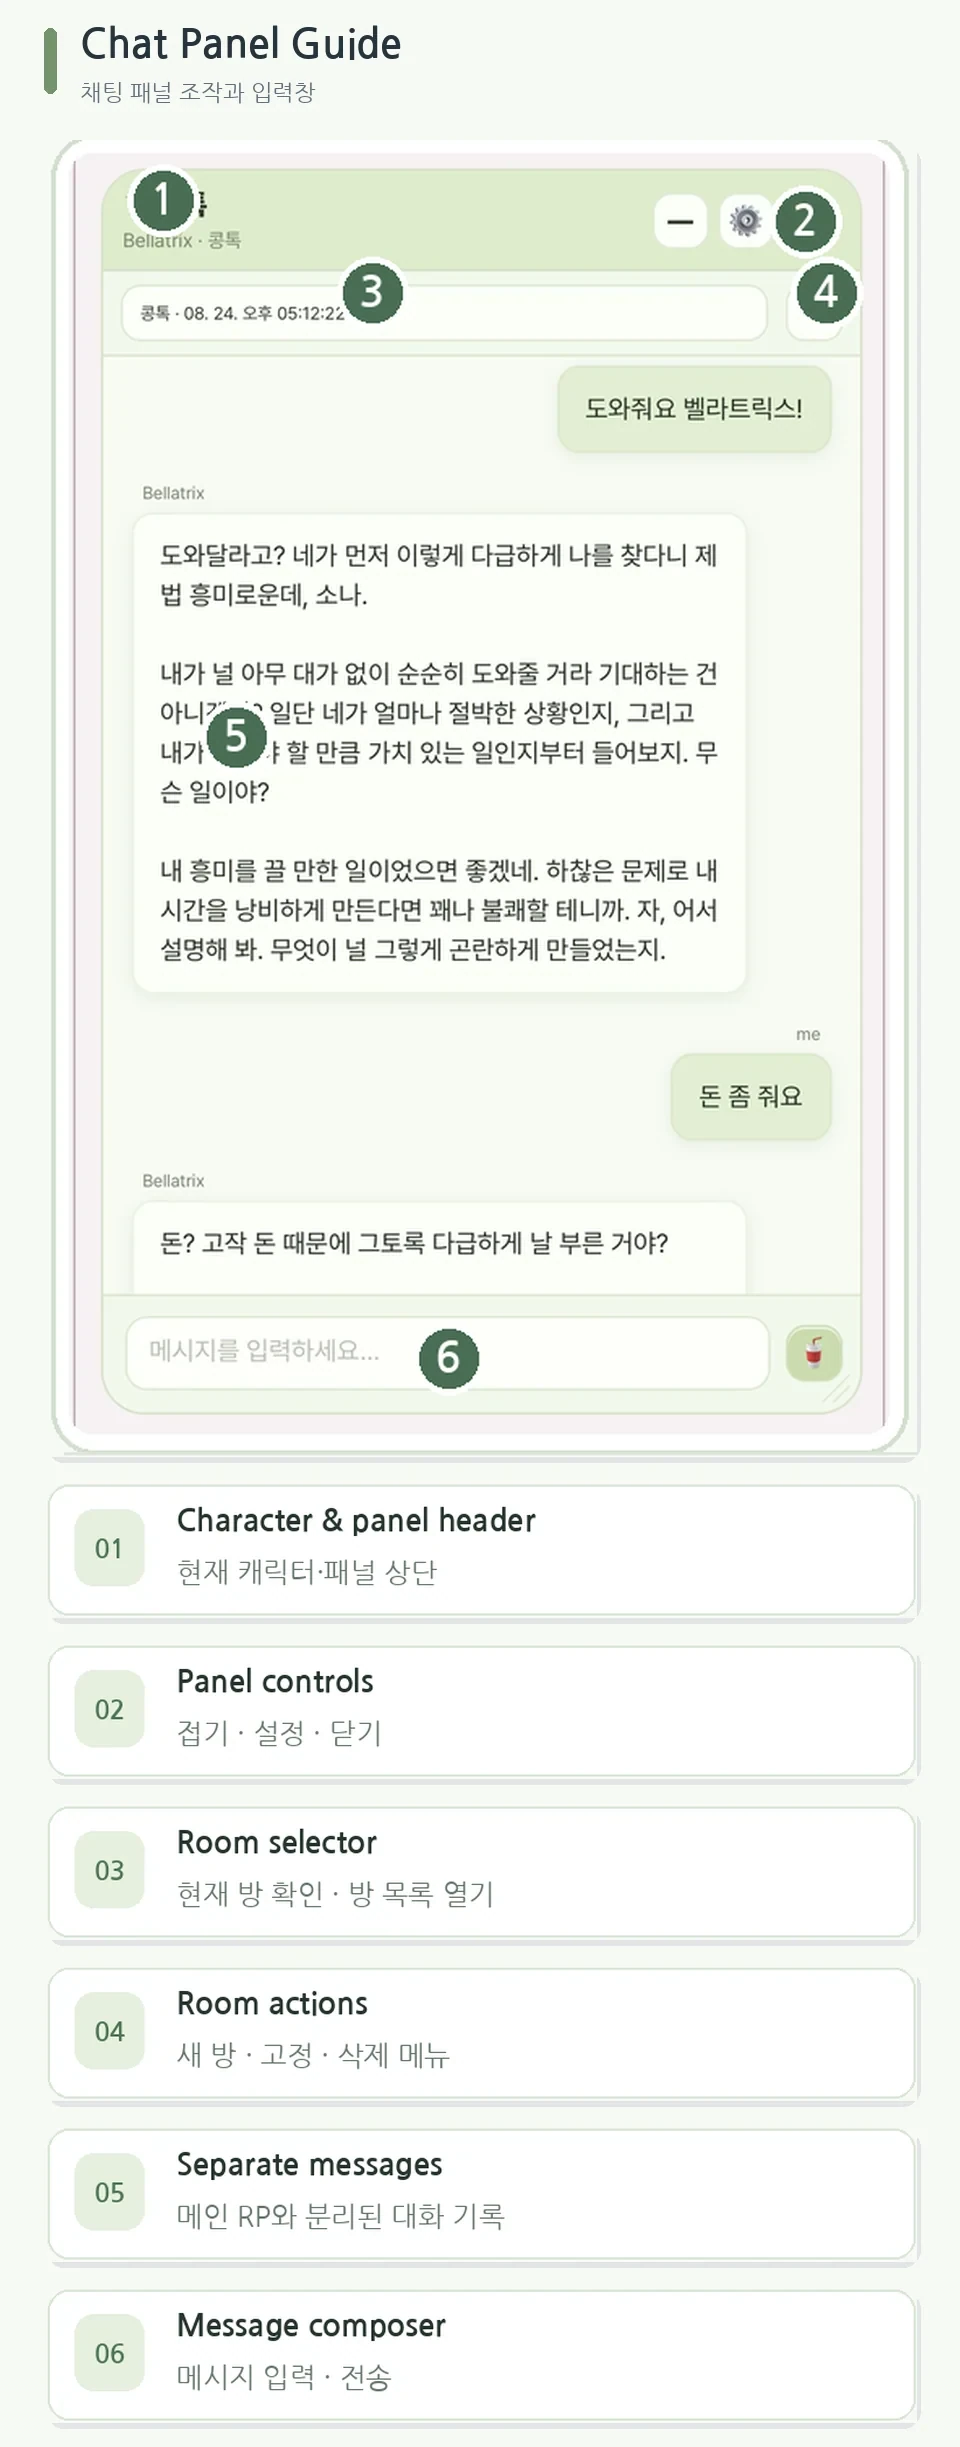 Chat Panel Guide
채팅 패널 조작과 입력창
1
2
Bellatrix · 콩톡
3
4
콩톡 · 08. 24. 오후 05:12:22
도와줘요 벨라트릭스!
Bellatrix
도와달라고? 네가 먼저 이렇게 다급하게 나를 찾다니 제
법 흥미로운데, 소나.
내가 널 아무 대가 없이 순순히 도와줄 거라 기대하는 건
일단 네가 얼마나 절박한 상황인지, 그리고
5
내가 할 만큼 가치 있는 일인지부터 들어보지. 무
슨 일이야?
내 흥미를 끌 만한 일이었으면 좋겠네. 하찮은 문제로 내
시간을 낭비하게 만든다면 꽤나 불쾌할 테니까. 자, 어서
설명해 봐. 무엇이 널 그렇게 곤란하게 만들었는지.
me
돈 좀 줘요
Bellatrix
돈? 고작 돈 때문에 그토록 다급하게 날 부른 거야?
메시지를 입력하세요...
6
01
Character & panel header
현재 캐릭터·패널 상단
02
Panel controls
접기 · 설정 · 닫기
03
Room selector
현재 방 확인 · 방 목록 열기
04
Room actions
새 방 · 고정 · 삭제 메뉴
05
Separate messages
메인 RP와 분리된 대화 기록
06
Message composer
메시지 입력 · 전송